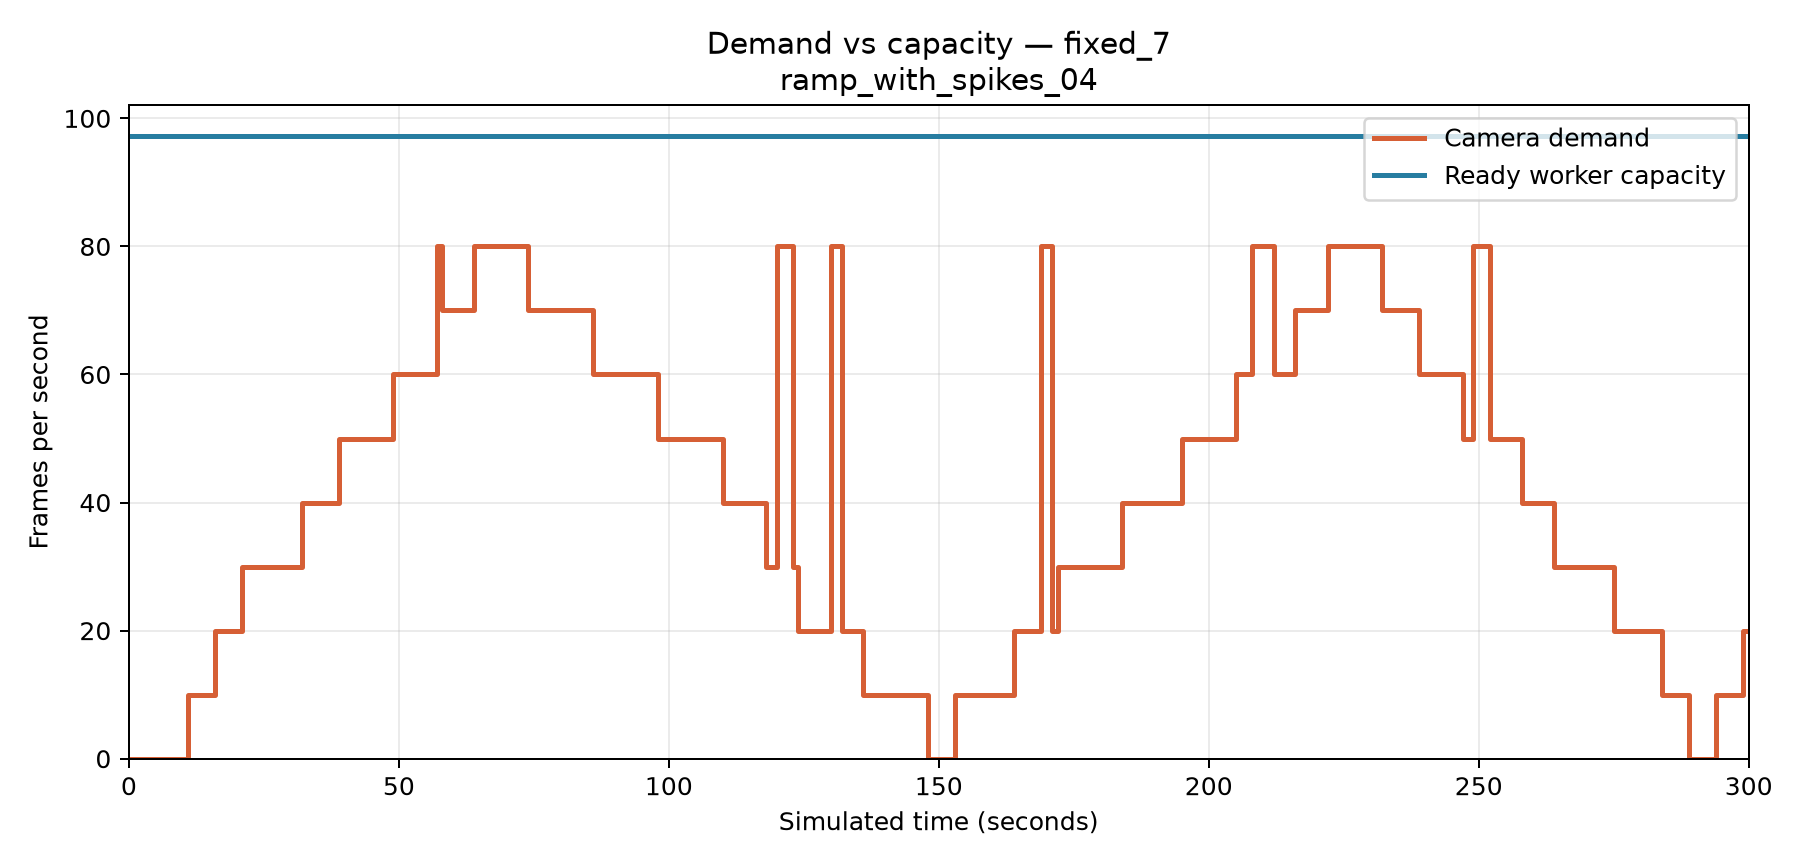 Demand vs capacity — fixed_7
ramp_with_spikes_04
Camera demand
Ready worker capacity
Frames per second
100
80
60
40
20
0
0 50 100 150 200 250 300
Simulated time (seconds)